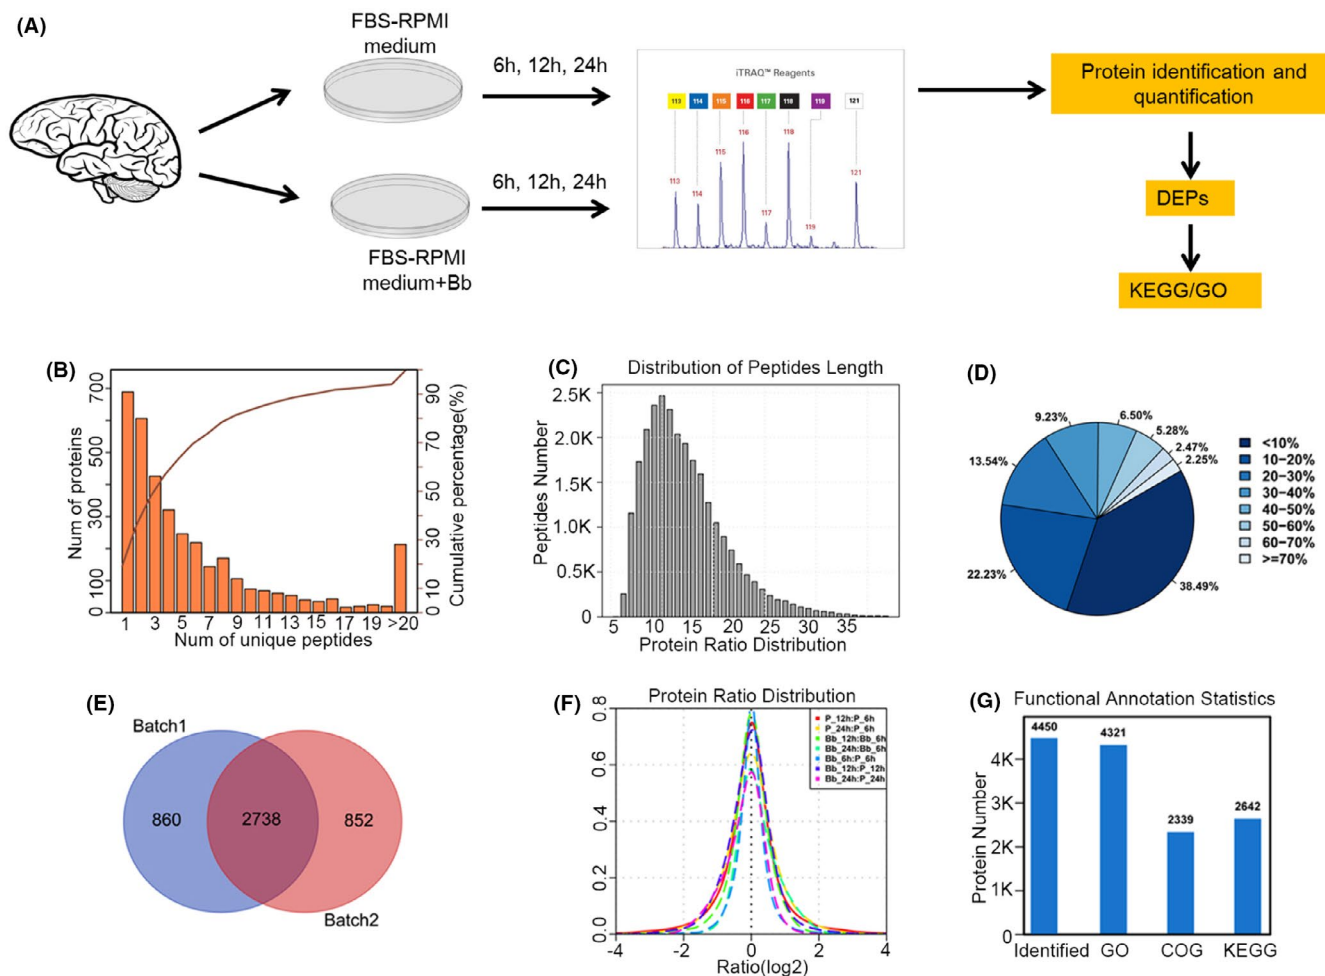 (A)
FBS-RPMI
medium
6h, 12h, 24h
FBS-RPMI
medium+Bb
6h, 12h, 24h
iTRAQ™ Reagents
113 114 115 116 117 118 119 121
116 118
115
113
114
117
119
121
Protein identification and
quantification
DEPs
KEGG/GO
(B)
Num of proteins
700
500
300
100
0
Cumulative percentage(%)
90
70
50
30
10
0
1 3 5 7 9 11 13 15 17 19 >20
Num of unique peptides
(C)
Distribution of Peptides Length
Peptides Number
2.5K
2.0K
1.5K
1.0K
0.5K
0
5 10 15 20 25 30 35
Protein Ratio Distribution
(D)
9.23%
6.50%
5.28%
2.47%
2.25%
13.54%
22.23%
38.49%
<10%
10−20%
20−30%
30−40%
40−50%
50−60%
60−70%
>=70%
(E)
Batch1
860
2738
852
Batch2
(F)
Protein Ratio Distribution
0.8
0.6
0.4
0.2
0.0
P_12h:P_6h
P_24h:P_6h
Bb_12h:Bb_6h
Bb_24h:Bb_6h
Bb_6h:P_6h
Bb_12h:P_12h
Bb_24h:P_24h
-4 -2 0 2 4
Ratio(log2)
(G)
Functional Annotation Statistics
Protein Number
4K
3K
2K
1K
0
4450
4321
2339
2642
Identified GO COG KEGG